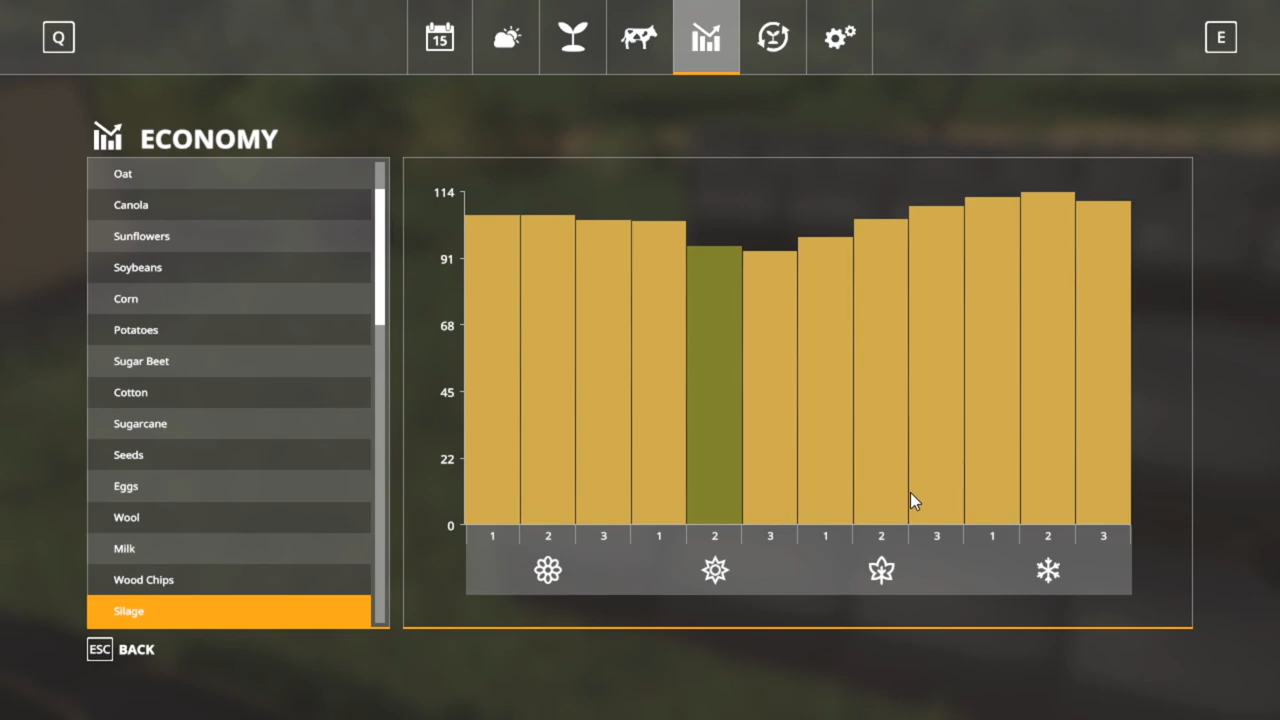 Q
15
E
ECONOMY
Oat
Canola
Sunflowers
Soybeans
Corn
Potatoes
Sugar Beet
Cotton
Sugarcane
Seeds
Eggs
Wool
Milk
Wood Chips
Silage
114
91
68
45
22
0
1 2 3 1 2 3 1 2 3 1 2 3
ESC BACK